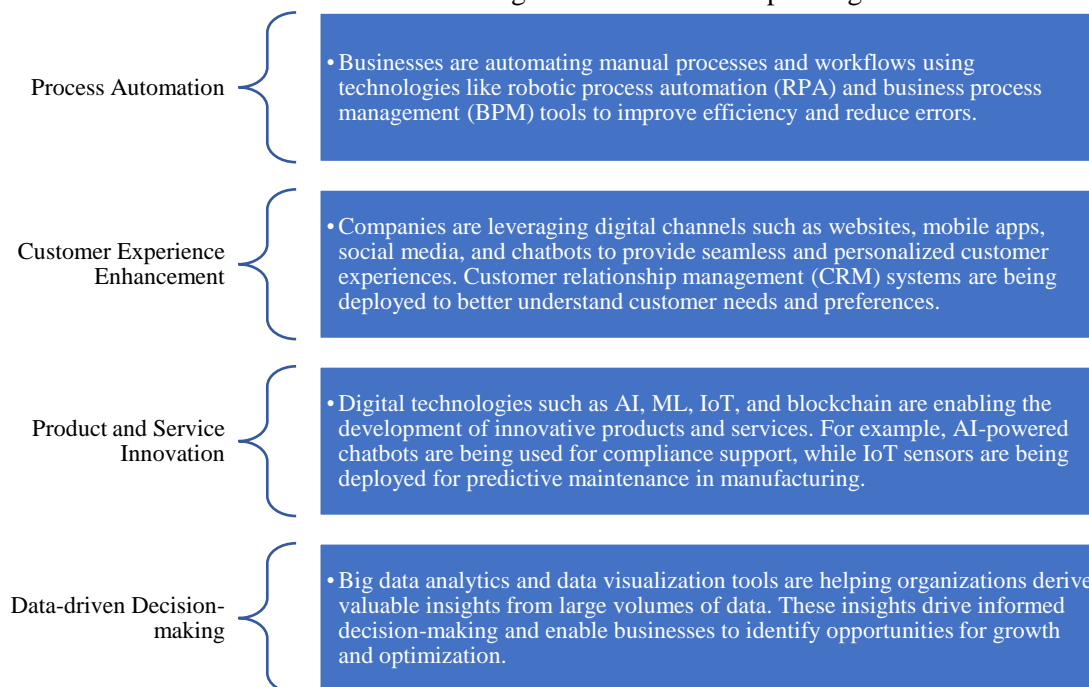 Process Automation
• Businesses are automating manual processes and workflows using
technologies like robotic process automation (RPA) and business process
management (BPM) tools to improve efficiency and reduce errors.
Customer Experience
Enhancement
• Companies are leveraging digital channels such as websites, mobile apps,
social media, and chatbots to provide seamless and personalized customer
experiences. Customer relationship management (CRM) systems are being
deployed to better understand customer needs and preferences.
Product and Service
Innovation
• Digital technologies such as AI, ML, IoT, and blockchain are enabling the
development of innovative products and services. For example, AI-powered
chatbots are being used for compliance support, while IoT sensors are being
deployed for predictive maintenance in manufacturing.
Data-driven Decision-
making
• Big data analytics and data visualization tools are helping organizations derive
valuable insights from large volumes of data. These insights drive informed
decision-making and enable businesses to identify opportunities for growth
and optimization.